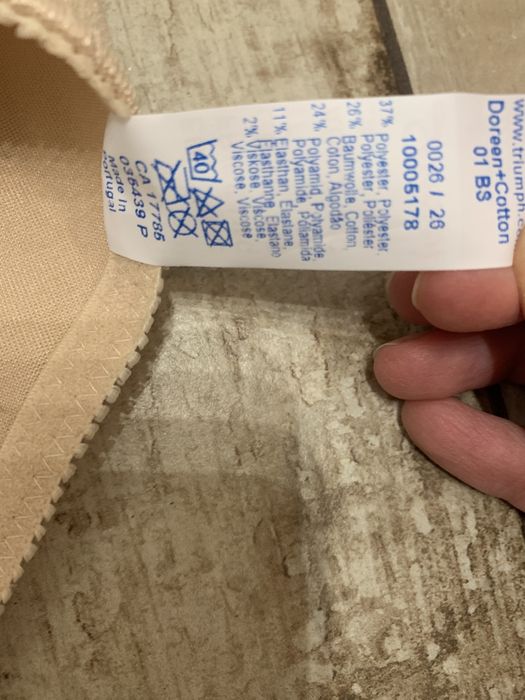 www.triumph
Doreen+Cotton
01 BS
0026 / 26
10005178
37% Polyester, Polyester,
Polyester, Poliéster
26% Baumwolle, Cotton,
Coton, Algodão
24% Polyamid, Polyamide,
Polyamide, Poliamida
11% Elasthan, Elastane,
Elasthanne, Elastano
2% Viskose, Viscose,
Viscose, Viscose
40
CA 17785
036439 P
Made in
Portugal